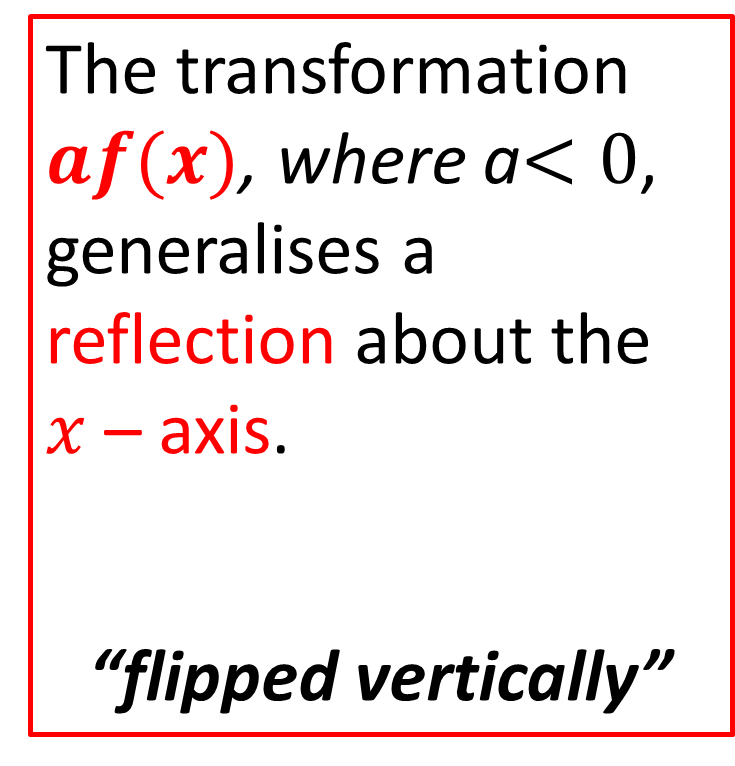 The transformation
af(x), where a< 0,
generalises a
reflection about the
x – axis.
“flipped vertically”